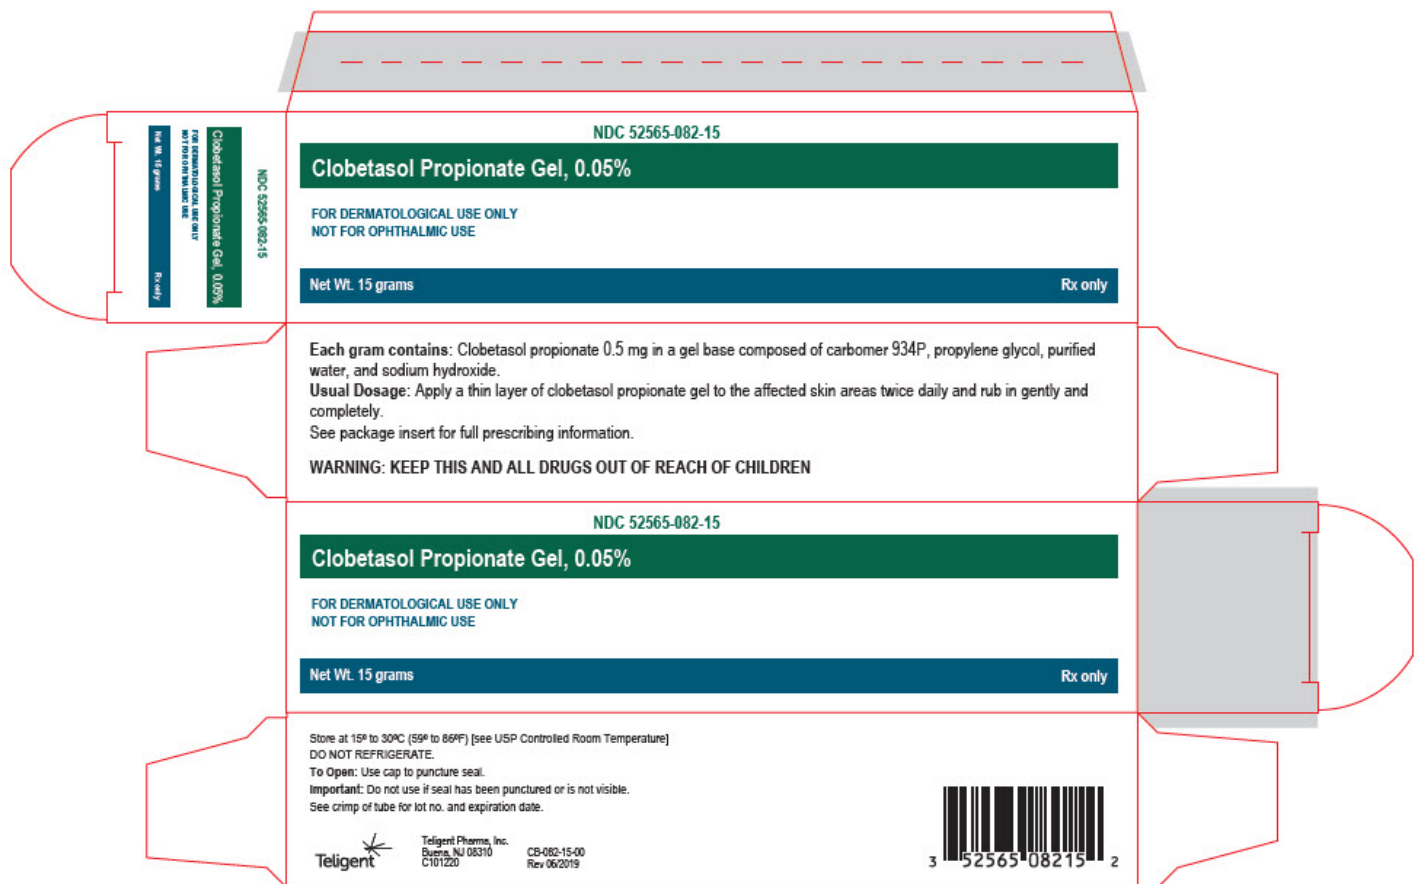 NDC 52565-082-15
Clobetasol Propionate Gel, 0.05%
FOR DERMATOLOGICAL USE ONLY
NOT FOR OPHTHALMIC USE
Net Wt. 15 grams Rx only
NDC 52565-082-15
Clobetasol Propionate Gel, 0.05%
FOR DERMATOLOGICAL USE ONLY
NOT FOR OPHTHALMIC USE
Net Wt. 15 grams Rx only
Each gram contains: Clobetasol propionate 0.5 mg in a gel base composed of carbomer 934P, propylene glycol, purified
water, and sodium hydroxide.
Usual Dosage: Apply a thin layer of clobetasol propionate gel to the affected skin areas twice daily and rub in gently and
completely.
See package insert for full prescribing information.
WARNING: KEEP THIS AND ALL DRUGS OUT OF REACH OF CHILDREN
NDC 52565-082-15
Clobetasol Propionate Gel, 0.05%
FOR DERMATOLOGICAL USE ONLY
NOT FOR OPHTHALMIC USE
Net Wt. 15 grams Rx only
Store at 15º to 30ºC (59º to 86ºF) [see USP Controlled Room Temperature]
DO NOT REFRIGERATE.
To Open: Use cap to puncture seal.
Important: Do not use if seal has been punctured or is not visible.
See crimp of tube for lot no. and expiration date.
Teligent
Teligent Pharma, Inc.
Buena, NJ 08310
C101220
CB-082-15-00
Rev 06/2019
3 52565 08215 2